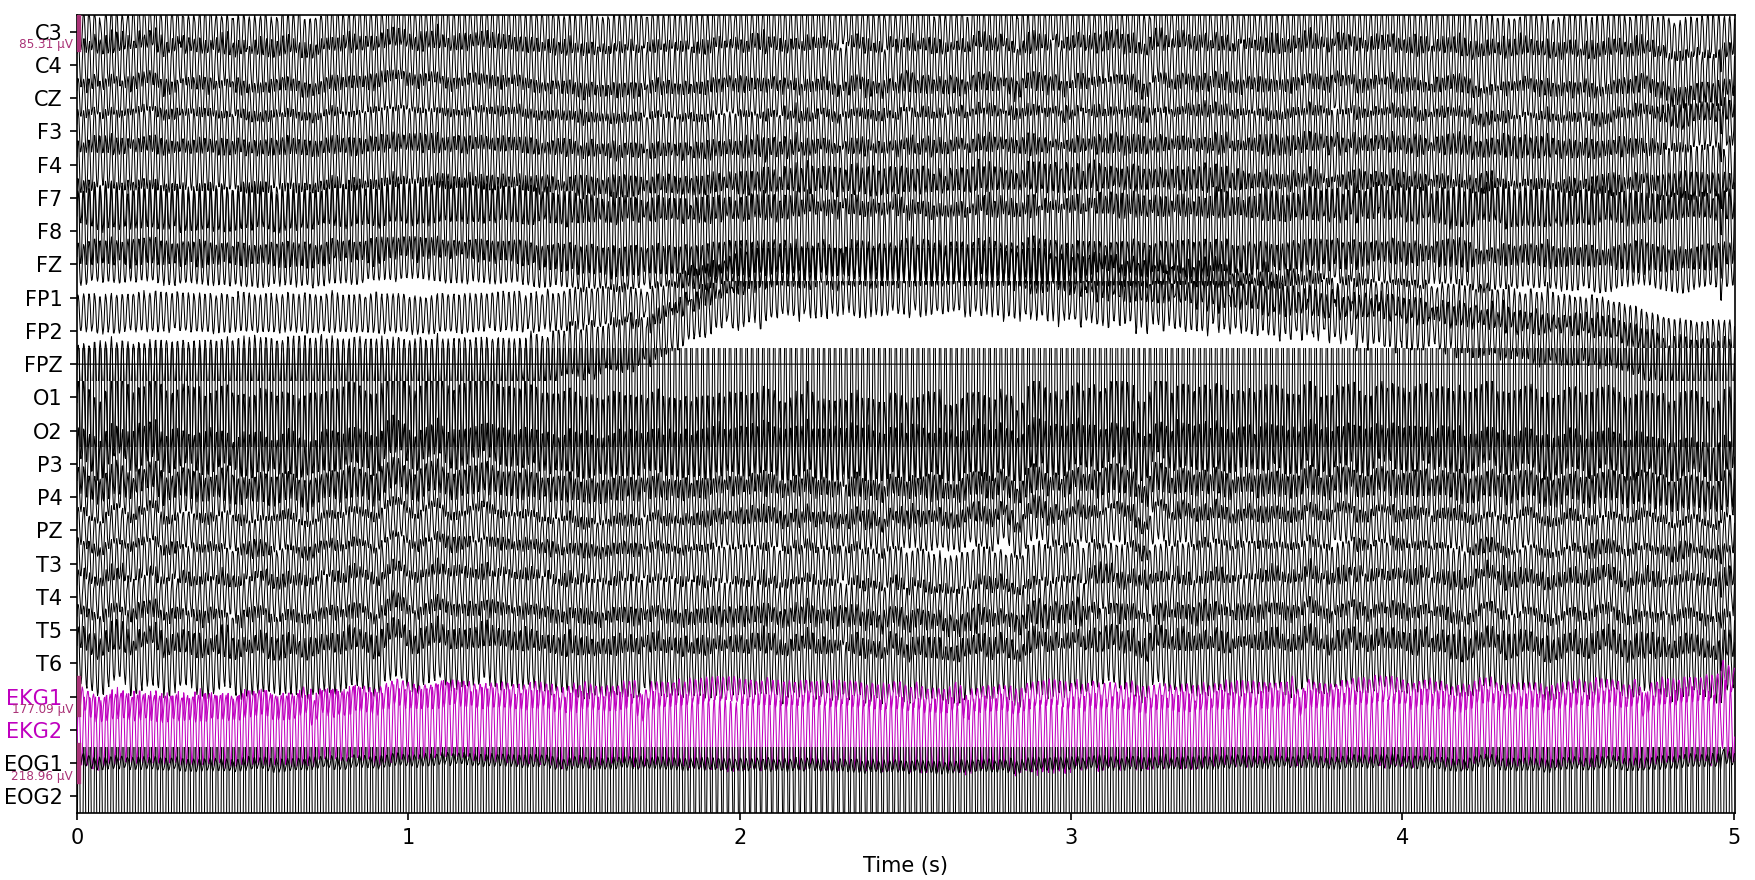 C3
85.31 µV
C4
CZ
F3
F4
F7
F8
FZ
FP1
FP2
FPZ
O1
O2
P3
P4
PZ
T3
T4
T5
T6
EKG1
177.09 µV
EKG2
EOG1
218.96 µV
EOG2
0 1 2 3 4 5
Time (s)